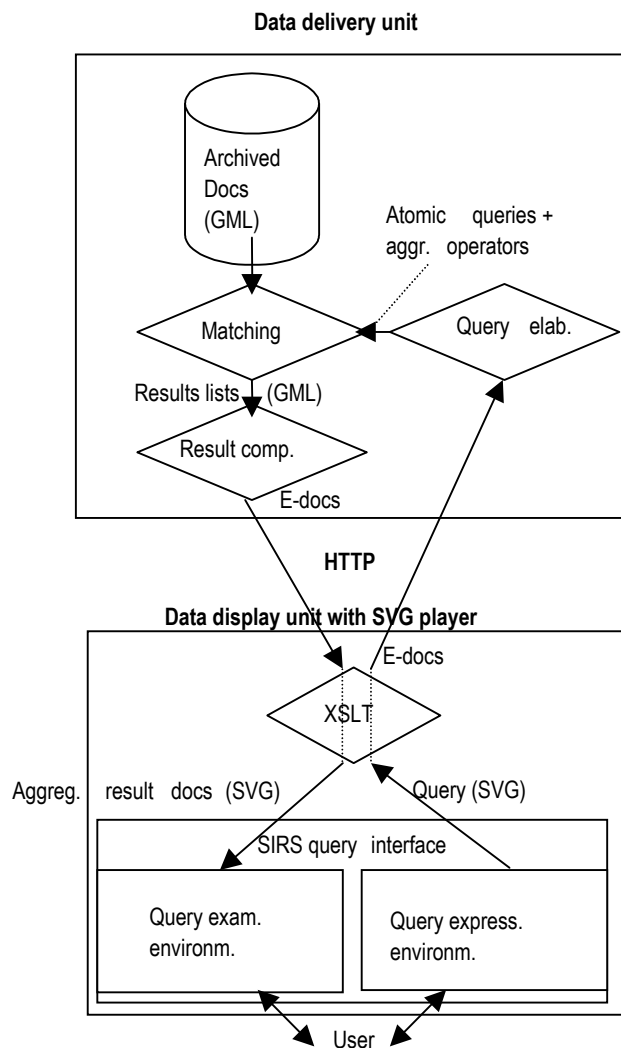 Data delivery unit
Archived
Docs
(GML)
Atomic queries +
aggr. operators
Matching
Query elab.
Results lists (GML)
Result comp.
E-docs
HTTP
Data display unit with SVG player
E-docs
XSLT
Aggreg. result docs (SVG)
Query (SVG)
SIRS query interface
Query exam.
environm.
Query express.
environm.
User